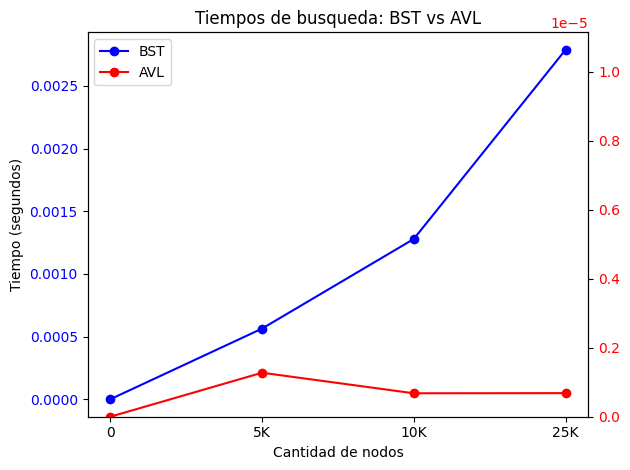 Tiempos de busqueda: BST vs AVL
1e−5
BST
AVL
0.0025
0.0020
0.0015
0.0010
0.0005
0.0000
Tiempo (segundos)
1.0
0.8
0.6
0.4
0.2
0.0
0
5K
10K
25K
Cantidad de nodos